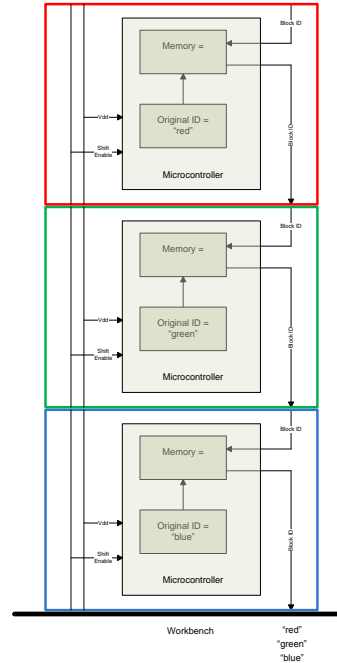 Block ID
Memory =
Vdd
Original ID =
“red”
Shift
Enable
Block ID
Microcontroller
Block ID
Memory =
Vdd
Original ID =
“green”
Shift
Enable
Block ID
Microcontroller
Block ID
Memory =
Vdd
Original ID =
“blue”
Shift
Enable
Block ID
Microcontroller
Workbench
“red”
“green”
“blue”